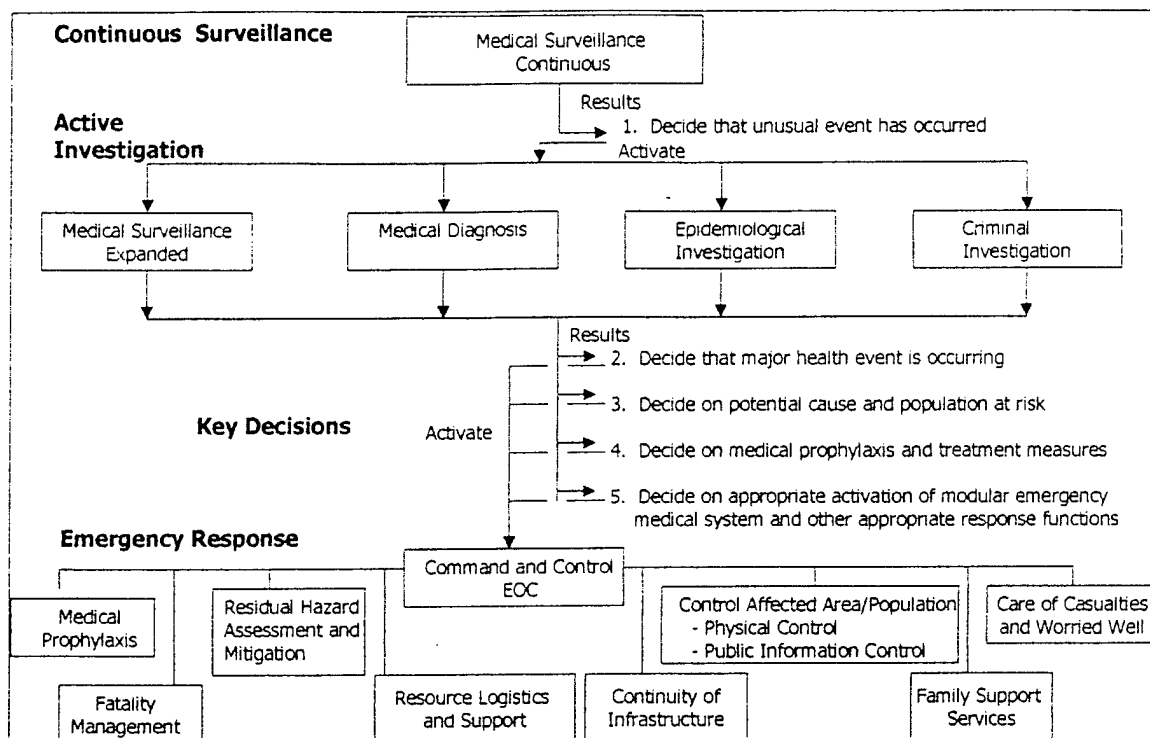 Continuous Surveillance
Medical Surveillance
Continuous
Results
1. Decide that unusual event has occurred
Active
Investigation
Activate
Medical Surveillance
Expanded
Medical Diagnosis
Epidemiological
Investigation
Criminal
Investigation
Results
2. Decide that major health event is occurring
3. Decide on potential cause and population at risk
Key Decisions
Activate
4. Decide on medical prophylaxis and treatment measures
5. Decide on appropriate activation of modular emergency
medical system and other appropriate response functions
Emergency Response
Command and Control
EOC
Medical
Prophylaxis
Residual Hazard
Assessment and
Mitigation
Control Affected Area/Population
- Physical Control
- Public Information Control
Care of Casualties
and Worried Well
Fatality
Management
Resource Logistics
and Support
Continuity of
Infrastructure
Family Support
Services